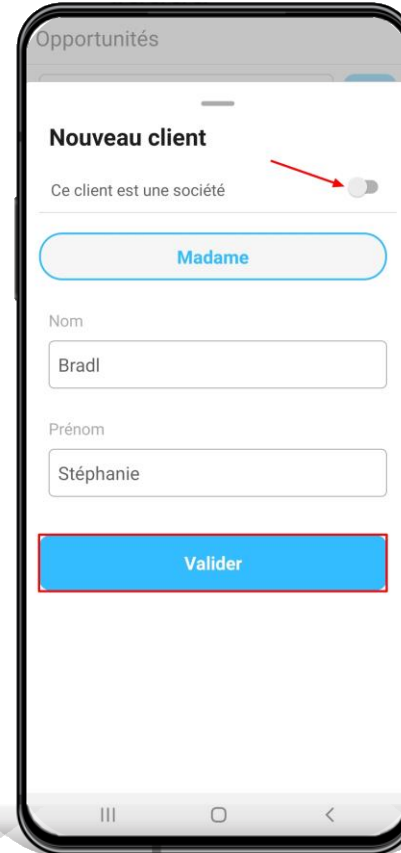 Opportunités
Nouveau client
Ce client est une société
Madame
Nom
Bradl
Prénom
Stéphanie
Valider